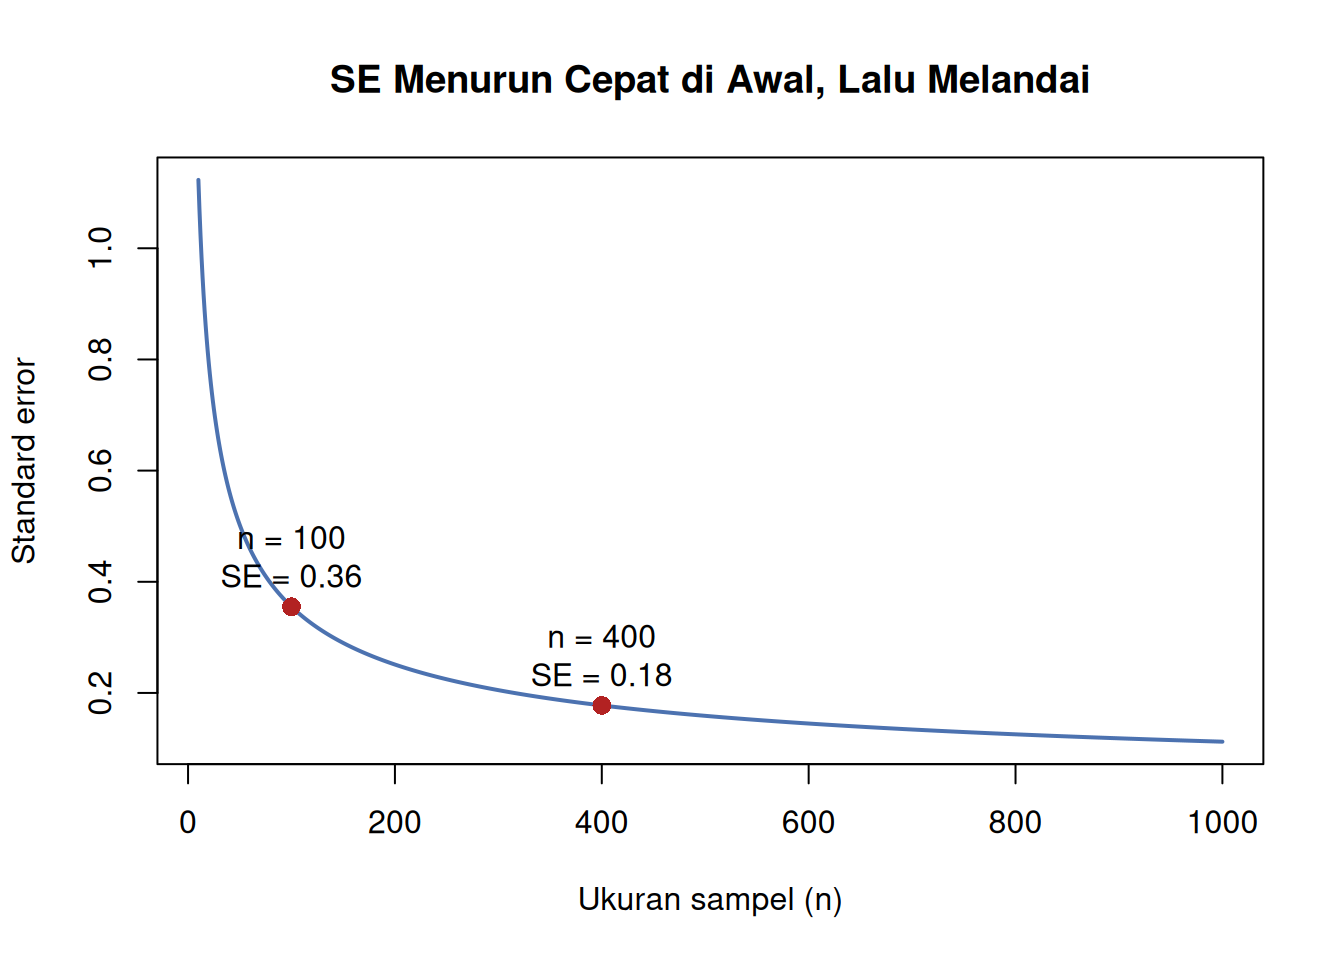 SE Menurun Cepat di Awal, Lalu Melandai
Standard error
1.0
0.8
0.6
0.4
0.2
n = 100
SE = 0.36
n = 400
SE = 0.18
0 200 400 600 800 1000
Ukuran sampel (n)